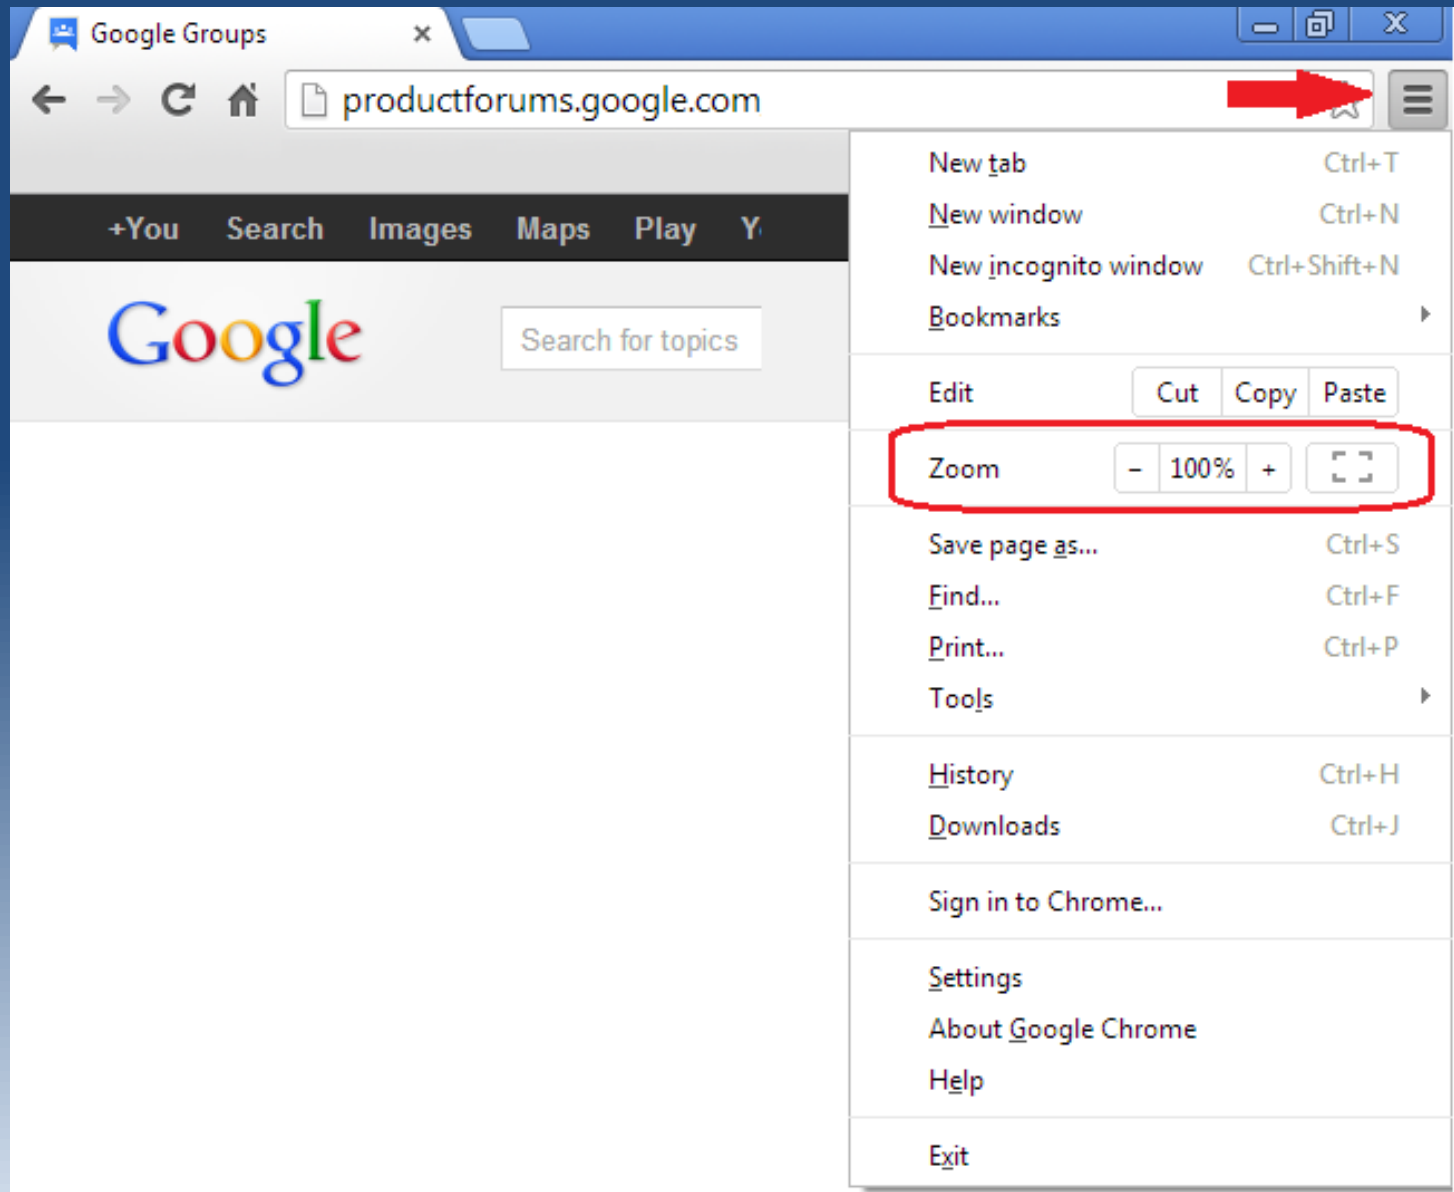 Google Groups
productforums.google.com
+You Search Images Maps Play
Google Search for topics
New tab Ctrl+T
New window Ctrl+N
New incognito window Ctrl+Shift+N
Bookmarks
Edit Cut Copy Paste
Zoom - 100% +
Save page as... Ctrl+S
Find... Ctrl+F
Print... Ctrl+P
Tools
History Ctrl+H
Downloads Ctrl+J
Sign in to Chrome...
Settings
About Google Chrome
Help
Exit